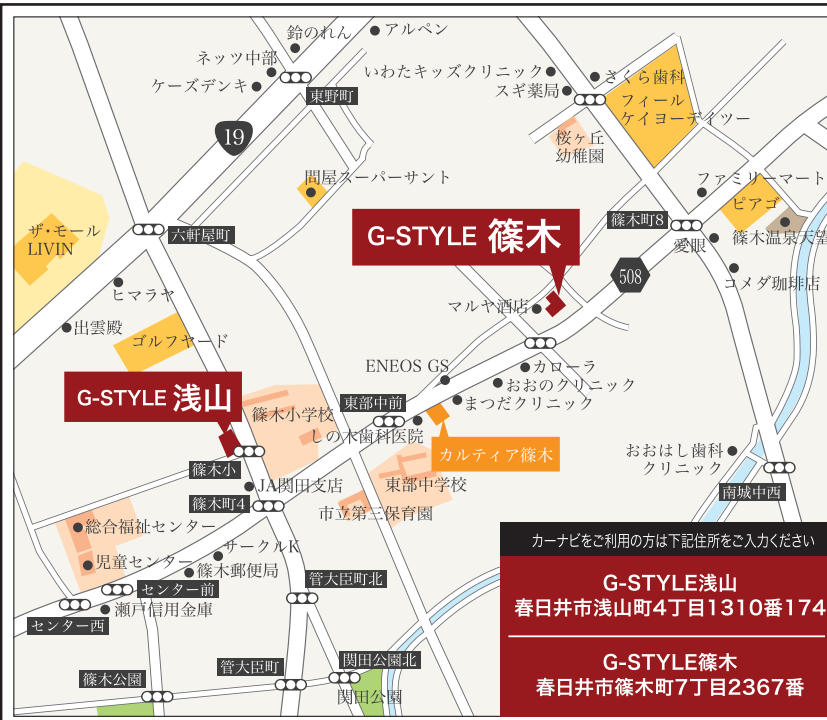 鈴のれん
アルペン
ネッツ中部
ケーズデンキ
東野町
いわたキッズクリニック
スギ薬局
さくら歯科
フィール
ケイヨーデイツー
桜ヶ丘
幼稚園
19
問屋スーパーサント
ファミリーマート
ピアゴ
篠木町8
愛眼
篠木温泉天望
コメダ珈琲店
508
ザ・モール
LIVIN
六軒屋町
G-STYLE 篠木
ヒマラヤ
マルヤ酒店
出雲殿
ゴルフヤード
ENEOS GS
カローラ
おおのクリニック
まつだクリニック
G-STYLE 浅山
東部中前
篠木小学校
しの木歯科医院
カルティア篠木
おおはし歯科
クリニック
篠木小
JA関田支店
東部中学校
南城中西
篠木町4
市立第三保育園
総合福祉センター
サークルK
児童センター
篠木郵便局
センター前
管大臣町北
瀬戸信用金庫
センター西
篠木公園
管大臣町
関田公園北
関田公園
カーナビをご利用の方は下記住所をご入力ください
G-STYLE浅山
春日井市浅山町4丁目1310番174
G-STYLE篠木
春日井市篠木町7丁目2367番